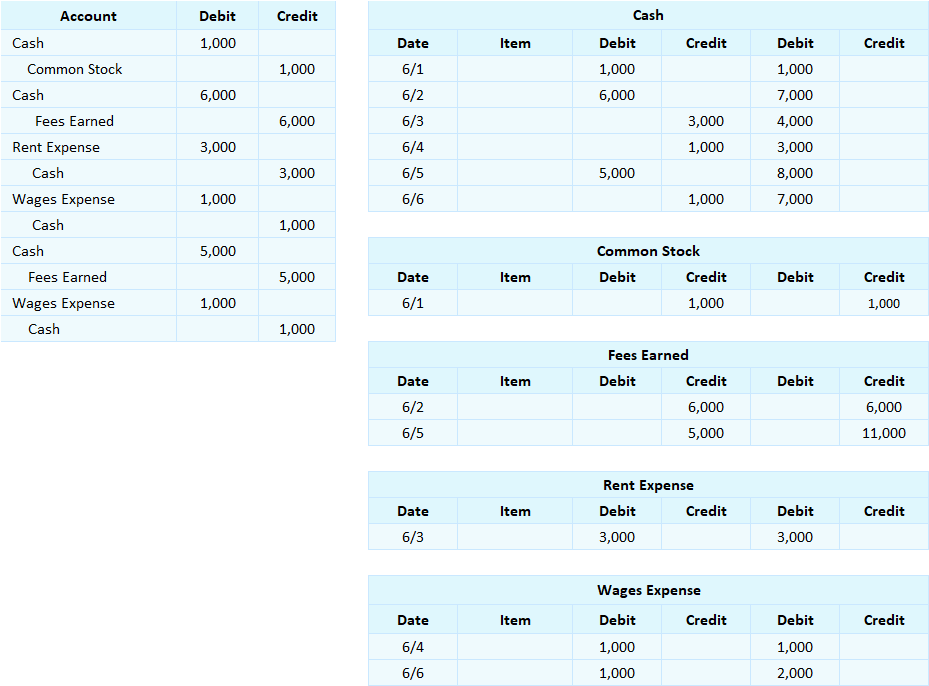 Account Debit Credit
Cash 1,000
Common Stock 1,000
Cash 6,000
Fees Earned 6,000
Rent Expense 3,000
Cash 3,000
Wages Expense 1,000
Cash 1,000
Cash 5,000
Fees Earned 5,000
Wages Expense 1,000
Cash 1,000
Cash
Date Item Debit Credit Debit Credit
6/1 1,000 1,000
6/2 6,000 7,000
6/3 3,000 4,000
6/4 1,000 3,000
6/5 5,000 8,000
6/6 1,000 7,000
Common Stock
Date Item Debit Credit Debit Credit
6/1 1,000 1,000
Fees Earned
Date Item Debit Credit Debit Credit
6/2 6,000 6,000
6/5 5,000 11,000
Rent Expense
Date Item Debit Credit Debit Credit
6/3 3,000 3,000
Wages Expense
Date Item Debit Credit Debit Credit
6/4 1,000 1,000
6/6 1,000 2,000